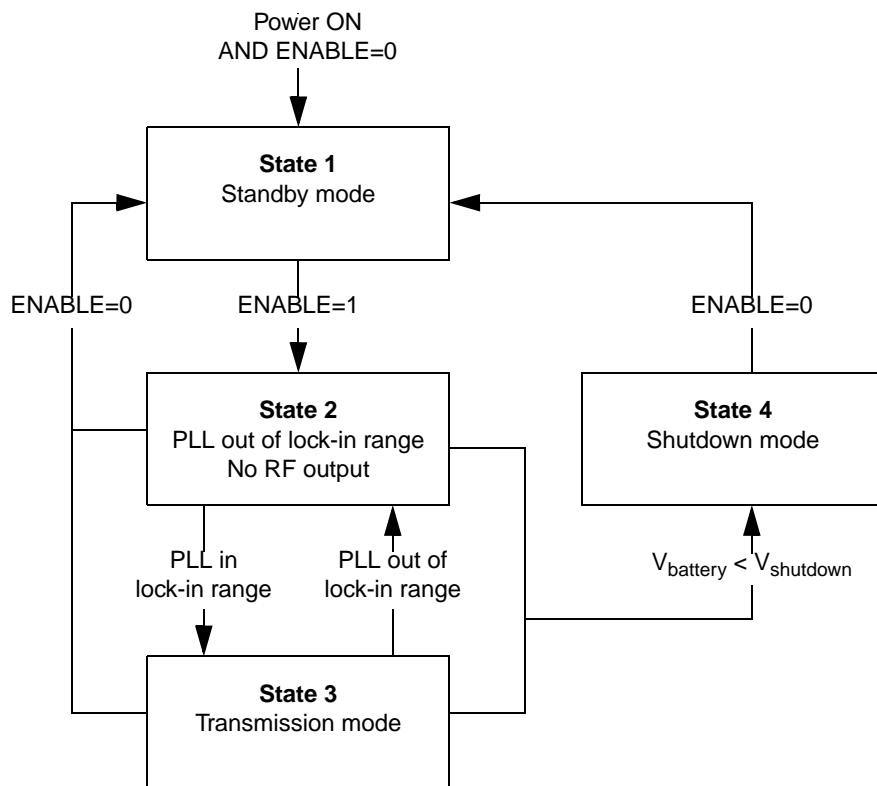 Power ON
AND ENABLE=0
State 1
Standby mode
ENABLE=0
ENABLE=1
ENABLE=0
State 2
PLL out of lock-in range
No RF output
State 4
Shutdown mode
PLL in
lock-in range
PLL out of
lock-in range
Vbattery < Vshutdown
State 3
Transmission mode